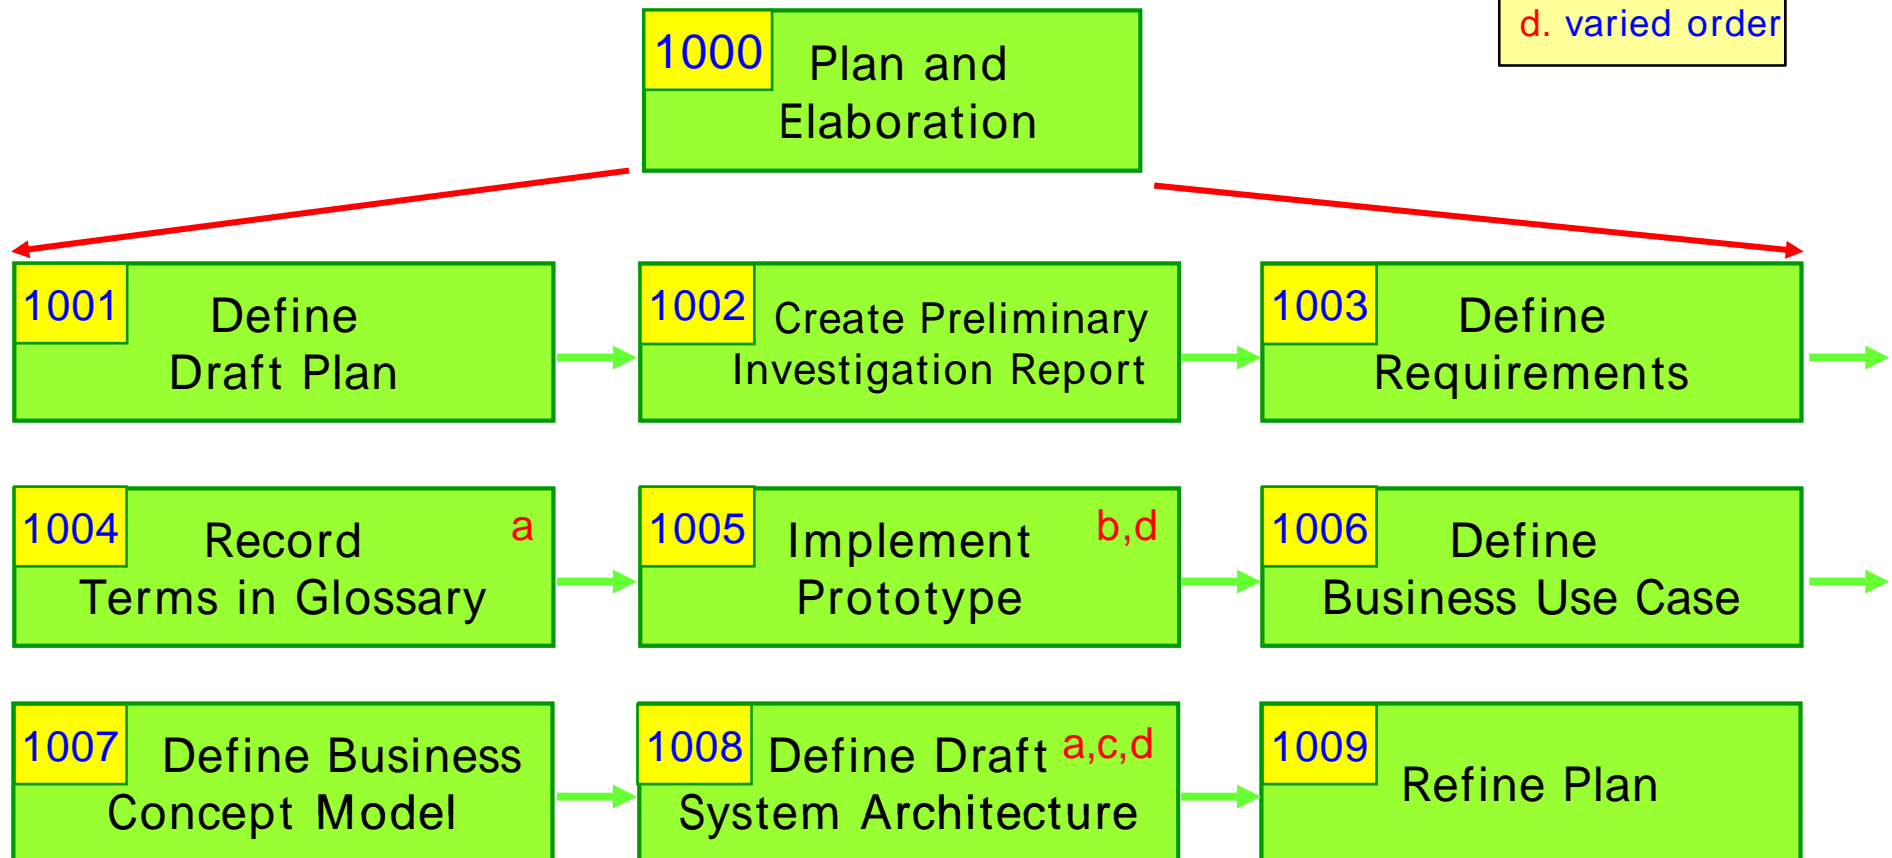 d. varied order
1000
Plan and
Elaboration
1001
Define
Draft Plan
1002
Create Preliminary
Investigation Report
1003
Define
Requirements
1004
Record a
Terms in Glossary
1005
Implement b,d
Prototype
1006
Define
Business Use Case
1007
Define Business
Concept Model
1008
Define Draft a,c,d
System Architecture
1009
Refine Plan